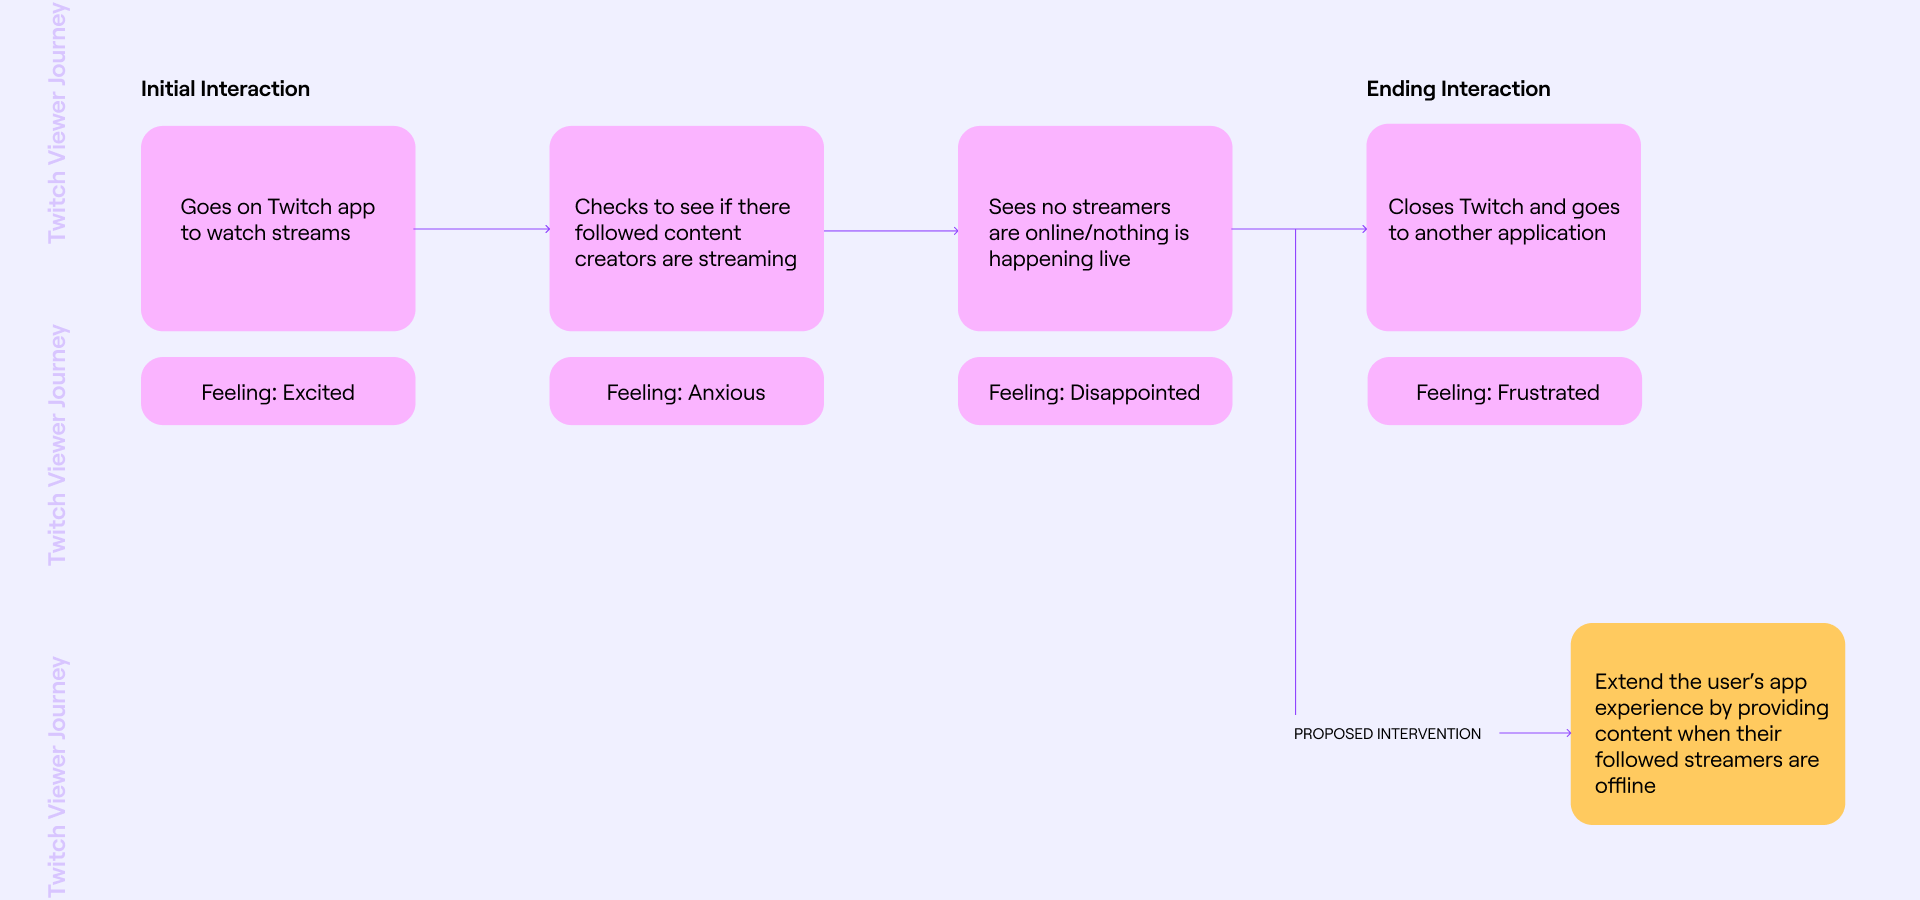 Twitch Viewer Journey
Twitch Viewer Journey
Twitch Viewer Journey
Initial Interaction
Goes on Twitch app
to watch streams
Feeling: Excited
Checks to see if there
followed content
creators are streaming
Feeling: Anxious
Sees no streamers
are online/nothing is
happening live
Feeling: Disappointed
Ending Interaction
Closes Twitch and goes
to another application
Feeling: Frustrated
PROPOSED INTERVENTION
Extend the user’s app
experience by providing
content when their
followed streamers are
offline